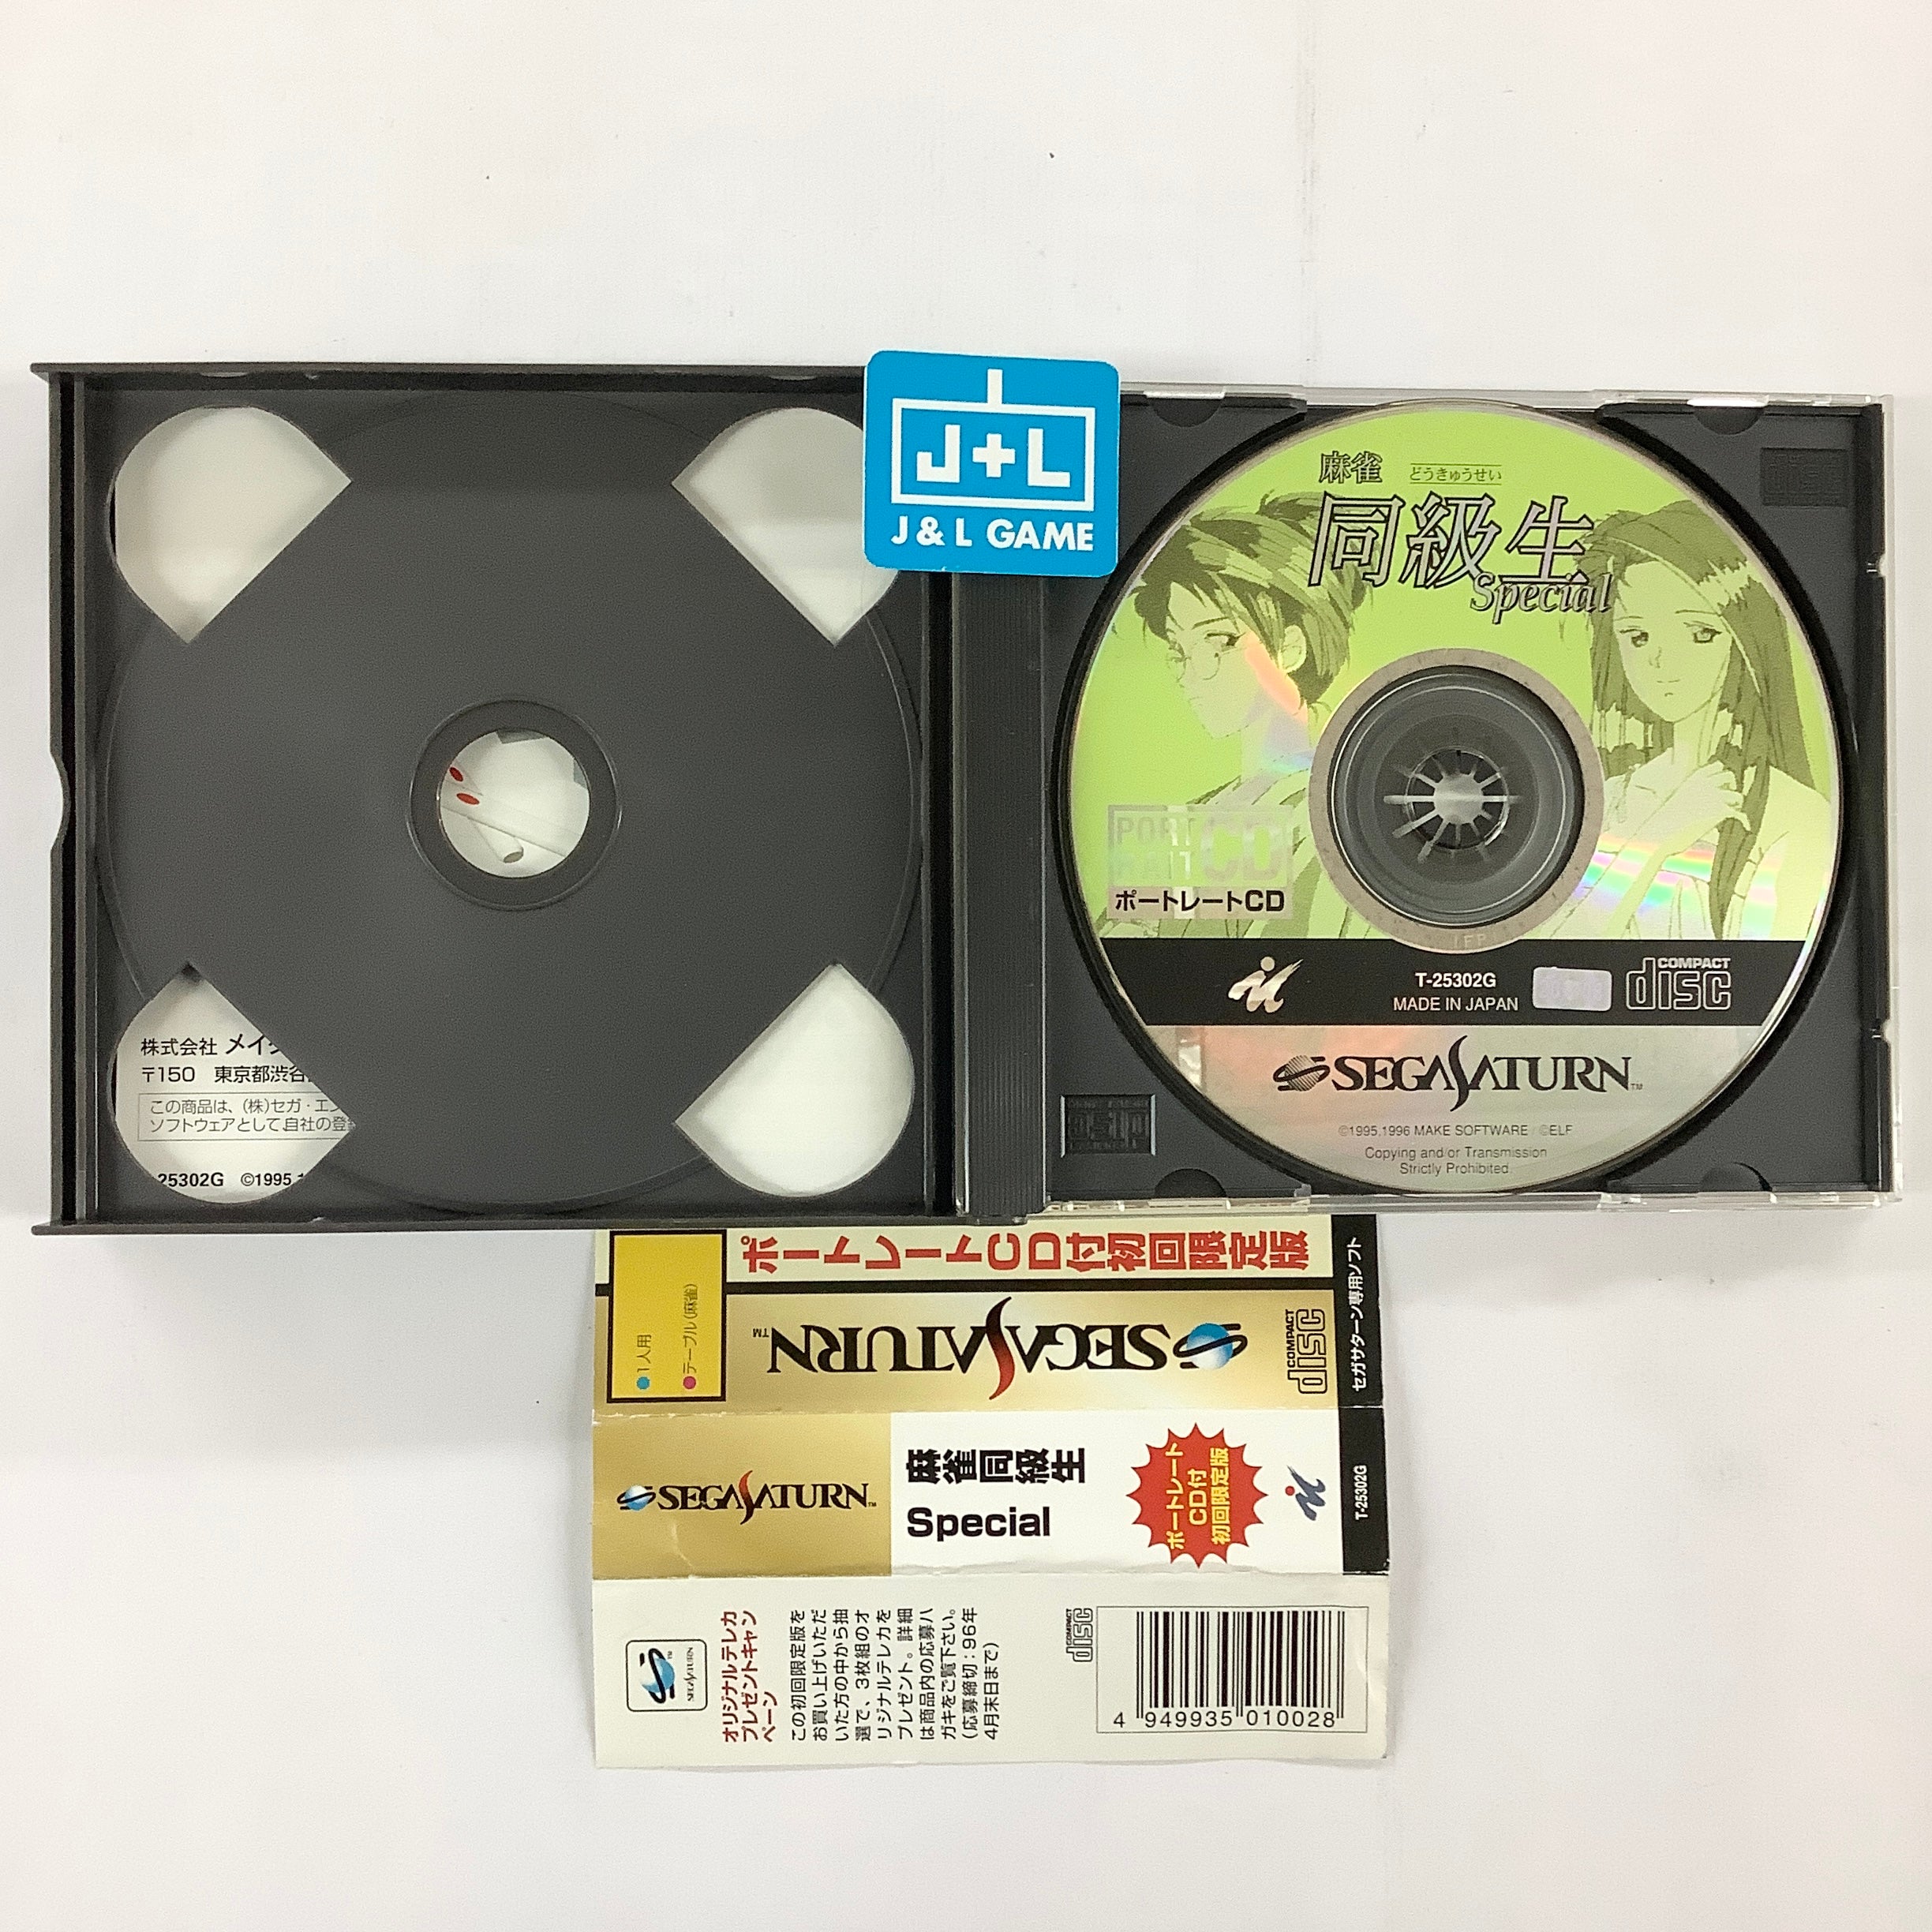 J+L
J & L GAME
麻雀 どうきゅうせい
同級生
Special
PORT
RAIT CD
ポートレートCD
IFPI
T-25302G
MADE IN JAPAN
COMPACT
disc
SEGA SATURN™
©1995.1996 MAKE SOFTWARE / ©ELF
Copying and/or Transmission
Strictly Prohibited.
株式会社 メイ
〒150 東京都渋谷
この商品は、(株)セガ・エン
ソフトウェアとして自社の登
25302G ©1995
ポートレートCD付初回限定版
●1人用
●テーブル(麻雀)
SEGA SATURN™
COMPACT
disc
セガサターン専用ソフト
SEGA SATURN™
麻雀同級生
Special
ポートレート
CD付
初回限定版
T-25302G
SEGA SATURN
オリジナルテレカ
プレゼントキャン
ペーン
この初回限定版を
お買い上げいただ
いた方の中から抽
選で、3枚組のオ
リジナルテレカを
プレゼント。詳細
は商品内の応募ハ
ガキをご覧下さい。
(応募締切:96年
4月末日まで)
COMPACT
disc
4 949935 010028